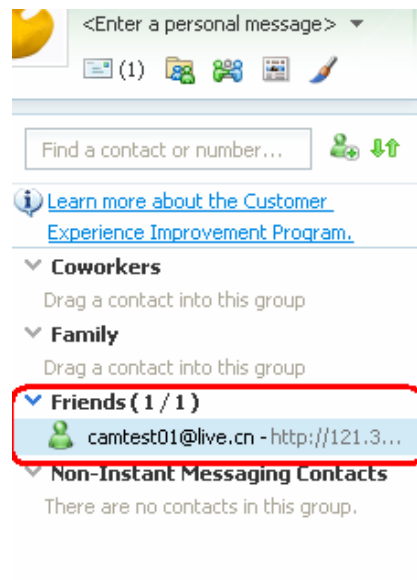 <Enter a personal message>
(1)
Find a contact or number...
Learn more about the Customer
Experience Improvement Program.
Coworkers
Drag a contact into this group
Family
Drag a contact into this group
Friends ( 1 / 1 )
camtest01@live.cn - http://121.3...
Non-Instant Messaging Contacts
There are no contacts in this group.